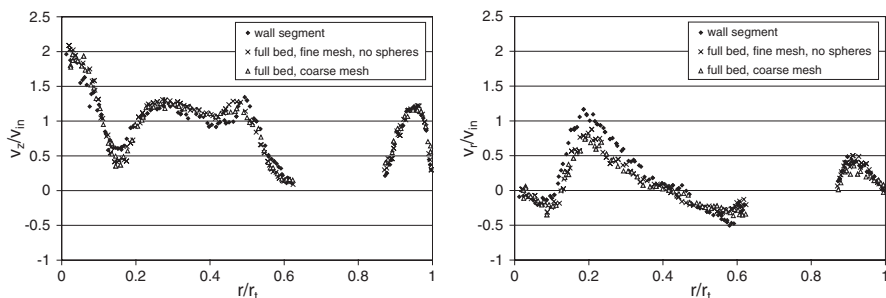 v_z/v_in
2.5
2
1.5
1
0.5
0
-0.5
-1
0
0.2
0.4
0.6
0.8
1
r/r_t
wall segment
full bed, fine mesh, no spheres
full bed, coarse mesh
v_r/v_in
2.5
2
1.5
1
0.5
0
-0.5
-1
0
0.2
0.4
0.6
0.8
1
r/r_t
wall segment
full bed, fine mesh, no spheres
full bed, coarse mesh